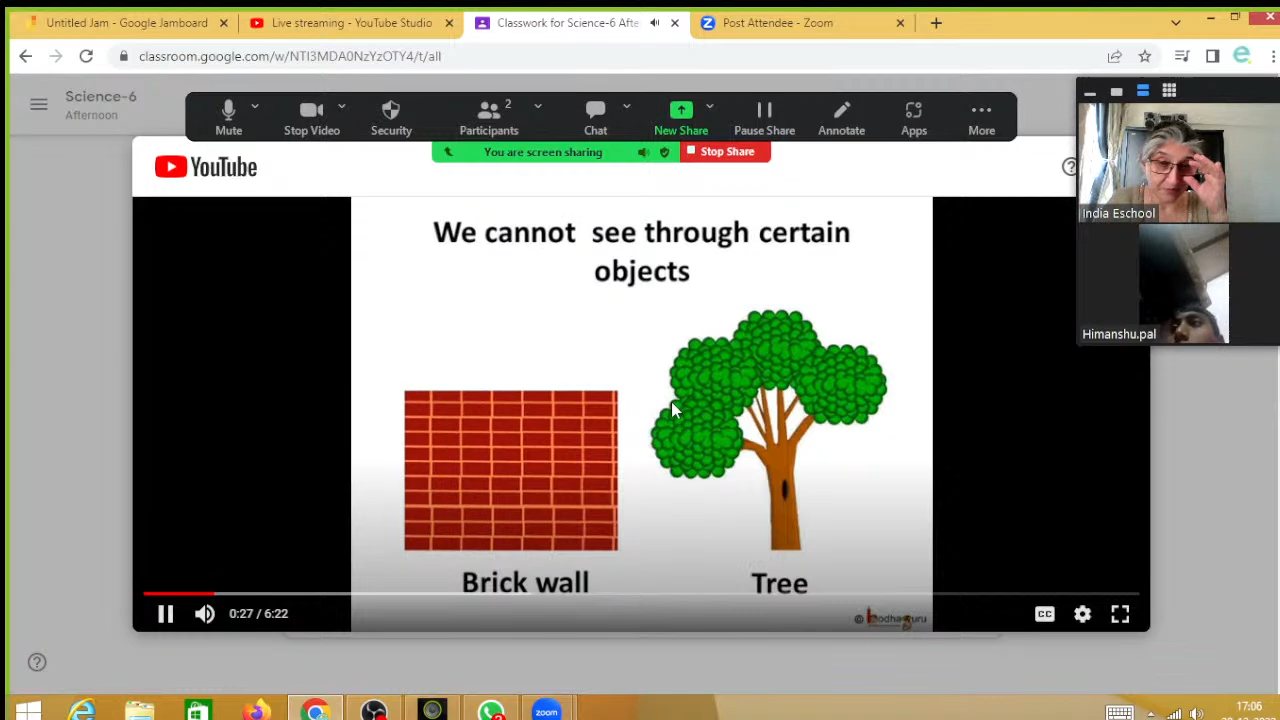 Untitled Jam - Google Jamboard
Live streaming - YouTube Studio
Classwork for Science-6 Afte
Post Attendee - Zoom
classroom.google.com/w/NTI3MDA0NzYzOTY4/t/all
Science-6
Afternoon
Mute
Stop Video
Security
2
Participants
Chat
New Share
Pause Share
Annotate
Apps
More
You are screen sharing
Stop Share
YouTube
India Eschool
Himanshu.pal
We cannot see through certain
objects
Brick wall
Tree
0:27 / 6:22
CC
zoom
17:06